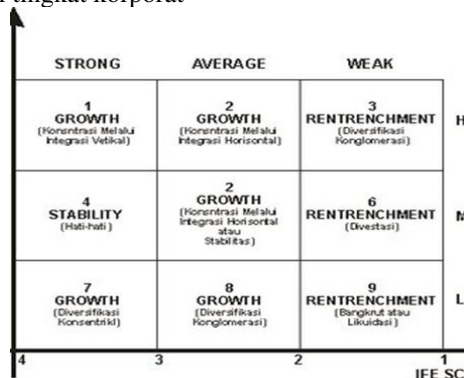 tingkat korporat
STRONG AVERAGE WEAK
1
GROWTH
(Konsntrasi Melalui
Integrasi Vetikal)
2
GROWTH
(Konsntrasi Melalui
Integrasi Horisontal)
3
RENTRENCHMENT
(Diversifikasi
Konglomerasi)
H
4
STABILITY
(Hati-hati)
2
GROWTH
(Konsntrasi Melalui
Integrasi Horisontal
atau
Stabilitas)
6
RENTRENCHMENT
(Divestasi)
M
7
GROWTH
(Diversifikasi
Konsentrikl)
8
GROWTH
(Diversifikasi
Konglomerasi)
9
RENTRENCHMENT
(Bangkrut atau
Likuidasi)
L
4 3 2 1
IFE SC